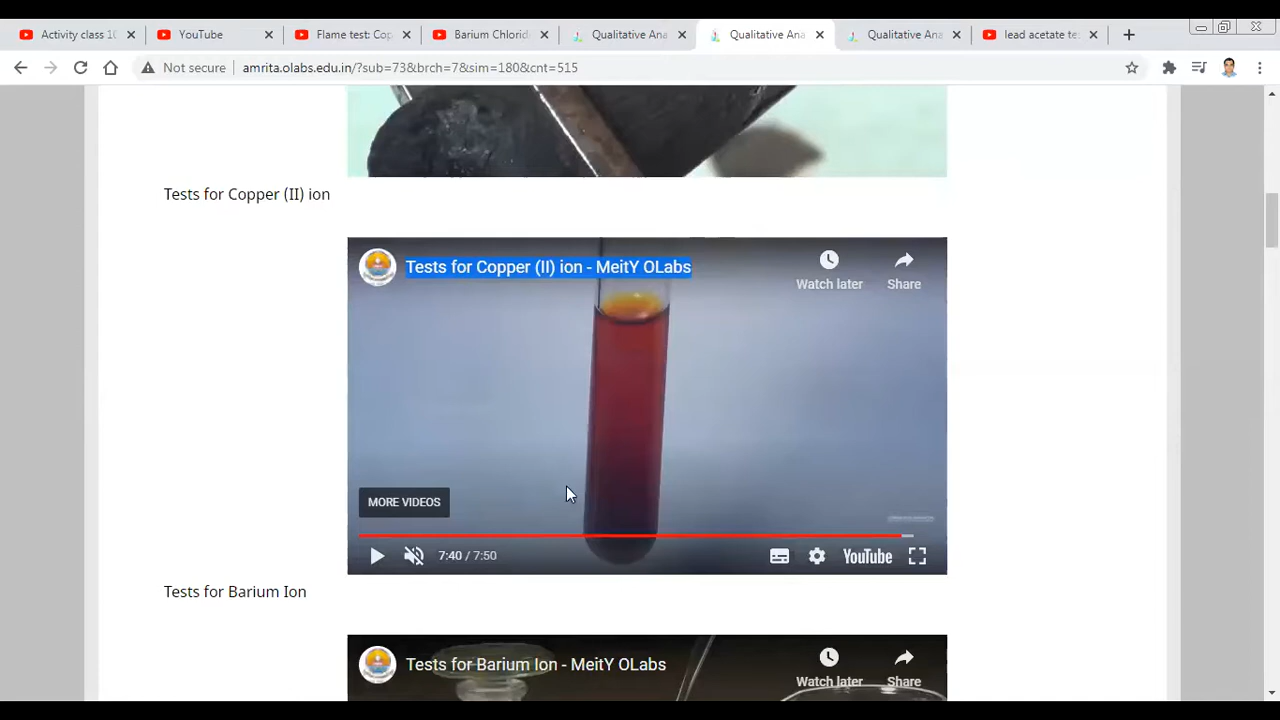 Activity class 10
YouTube
Flame test: Cop
Barium Chlorid
Qualitative Ana
Qualitative Ana
Qualitative Ana
lead acetate te
Not secure
amrita.olabs.edu.in/?sub=73&brch=7&sim=180&cnt=515
Tests for Copper (II) ion
Tests for Copper (II) ion - MeitY OLabs
Watch later
Share
MORE VIDEOS
7:40 / 7:50
YouTube
Tests for Barium Ion
Tests for Barium Ion - MeitY OLabs
Watch later
Share